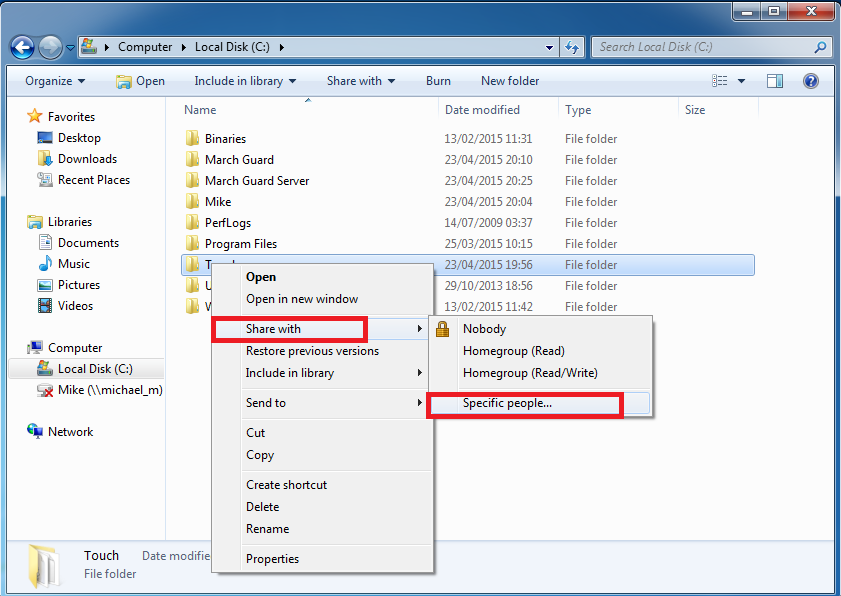 Computer Local Disk (C:)
Search Local Disk (C:)
Organize Open Include in library Share with Burn New folder
Name Date modified Type Size
Favorites
Desktop
Downloads
Recent Places
Libraries
Documents
Music
Pictures
Videos
Computer
Local Disk (C:)
Mike (\\michael_m)
Network
Binaries 13/02/2015 11:31 File folder
March Guard 23/04/2015 20:10 File folder
March Guard Server 23/04/2015 20:25 File folder
Mike 23/04/2015 20:04 File folder
PerfLogs 14/07/2009 03:37 File folder
Program Files 25/03/2015 10:15 File folder
23/04/2015 19:56 File folder
29/10/2013 18:56 File folder
13/02/2015 11:42 File folder
Open
Open in new window
Share with
Restore previous versions
Include in library
Send to
Cut
Copy
Create shortcut
Delete
Rename
Properties
Nobody
Homegroup (Read)
Homegroup (Read/Write)
Specific people...
Touch Date modifie
File folder